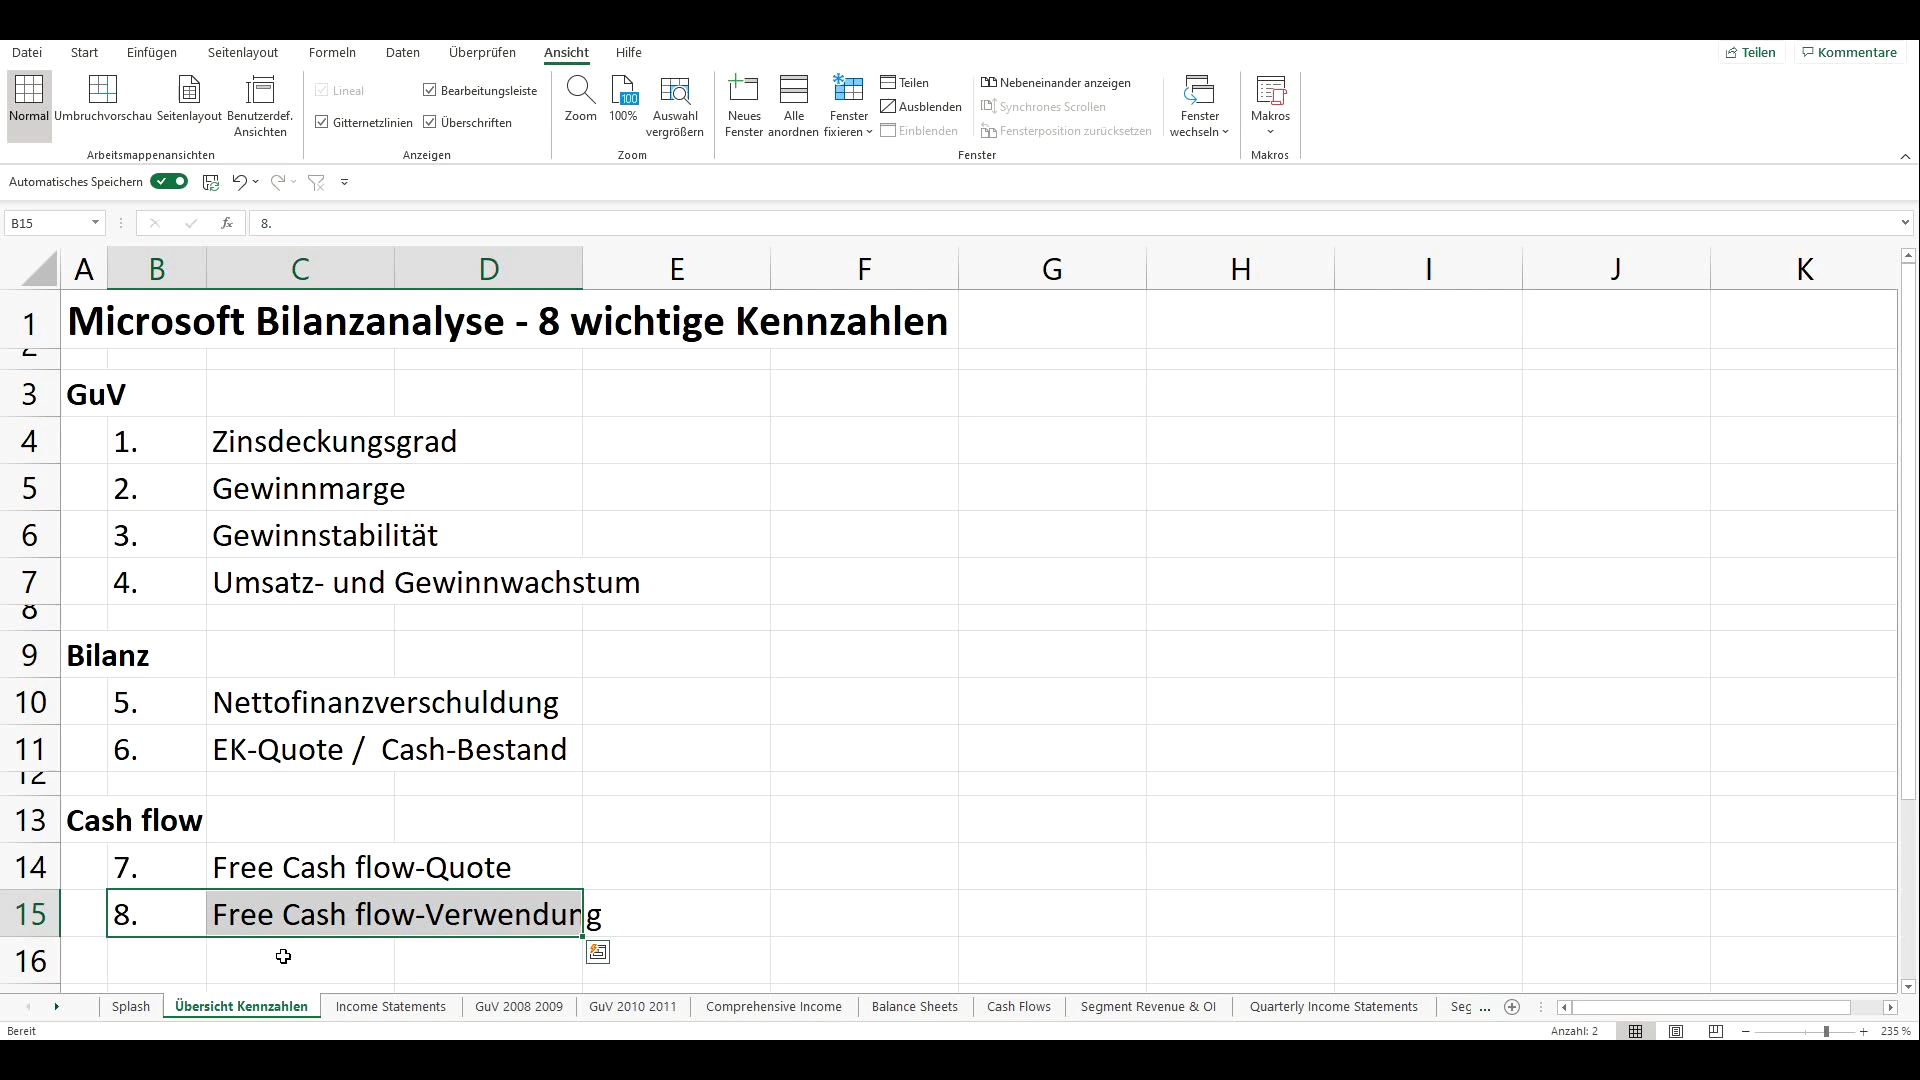 Datei Start Einfügen Seitenlayout Formeln Daten Überprüfen Ansicht Hilfe Teilen Kommentare
Normal Umbruchvorschau Seitenlayout Benutzerdef. Ansichten
Arbeitsmappenansichten
Lineal Bearbeitungsleiste
Gitternetzlinien Überschriften
Anzeigen
Zoom 100% Auswahl vergrößern
Zoom
Neues Fenster Alle anordnen Fenster fixieren
Teilen
Ausblenden
Einblenden
Nebeneinander anzeigen
Synchrones Scrollen
Fensterposition zurücksetzen
Fenster wechseln
Fenster
Makros
Makros
Automatisches Speichern
B15 fx 8.
A B C D E F G H I J K
1 Microsoft Bilanzanalyse - 8 wichtige Kennzahlen
2
3 GuV
4 1. Zinsdeckungsgrad
5 2. Gewinnmarge
6 3. Gewinnstabilität
7 4. Umsatz- und Gewinnwachstum
8
9 Bilanz
10 5. Nettofinanzverschuldung
11 6. EK-Quote /  Cash-Bestand
12
13 Cash flow
14 7. Free Cash flow-Quote
15 8. Free Cash flow-Verwendung
16
Splash Übersicht Kennzahlen Income Statements GuV 2008 2009 GuV 2010 2011 Comprehensive Income Balance Sheets Cash Flows Segment Revenue & OI Quarterly Income Statements Seg ...
Bereit Anzahl: 2 235 %